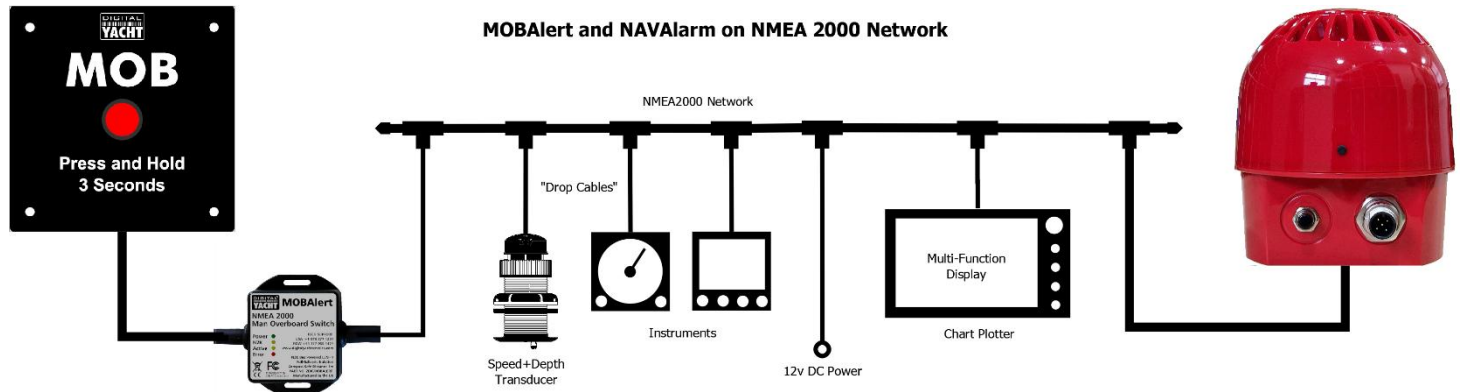 MOBAlert and NAVAlarm on NMEA 2000 Network
DIGITAL
YACHT
MOB
Press and Hold
3 Seconds
NMEA2000 Network
"Drop Cables"
DIGITAL
YACHT
MOBAlert
NMEA 2000
Man Overboard Switch
Power
N2k
Active
Error
Speed+Depth
Transducer
Instruments
12v DC Power
Multi-Function
Display
Chart Plotter